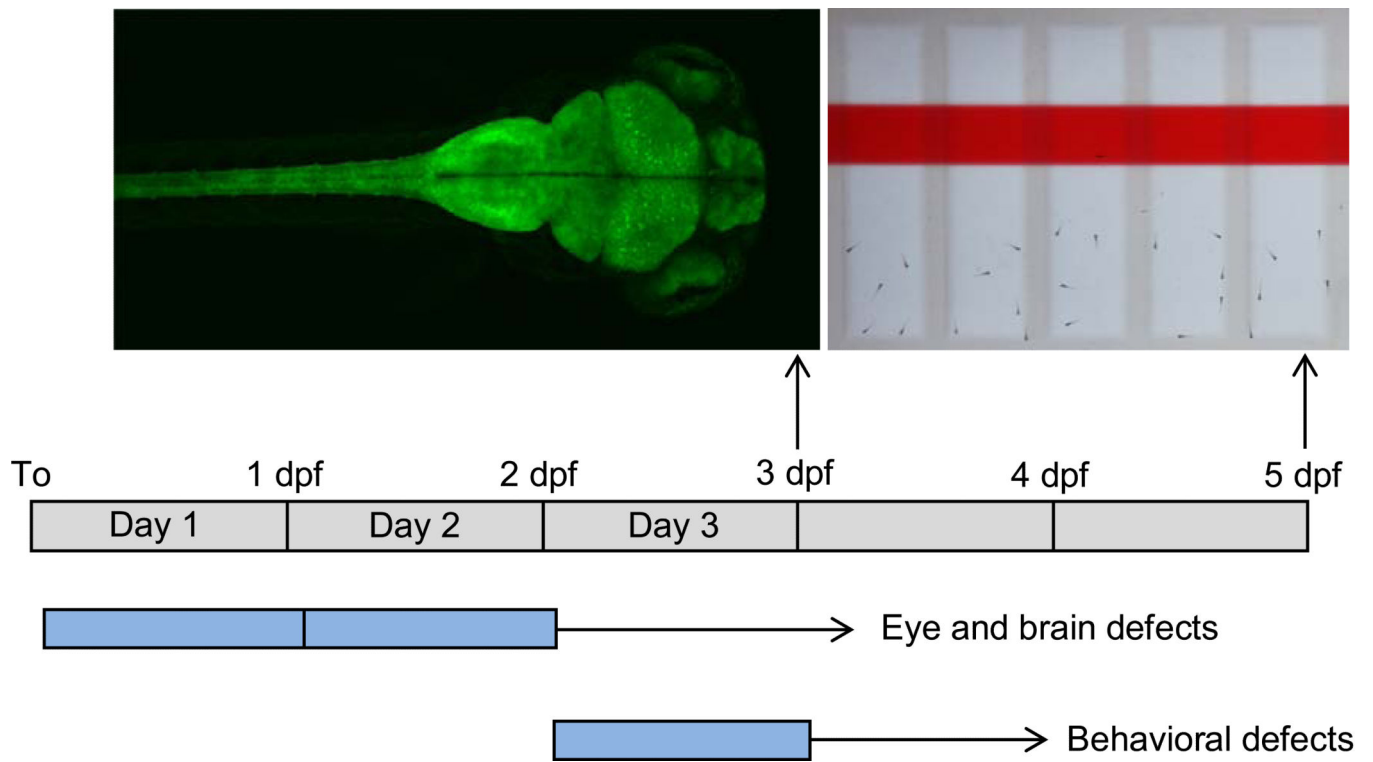 To
1 dpf
2 dpf
3 dpf
4 dpf
5 dpf
Day 1
Day 2
Day 3
Eye and brain defects
Behavioral defects